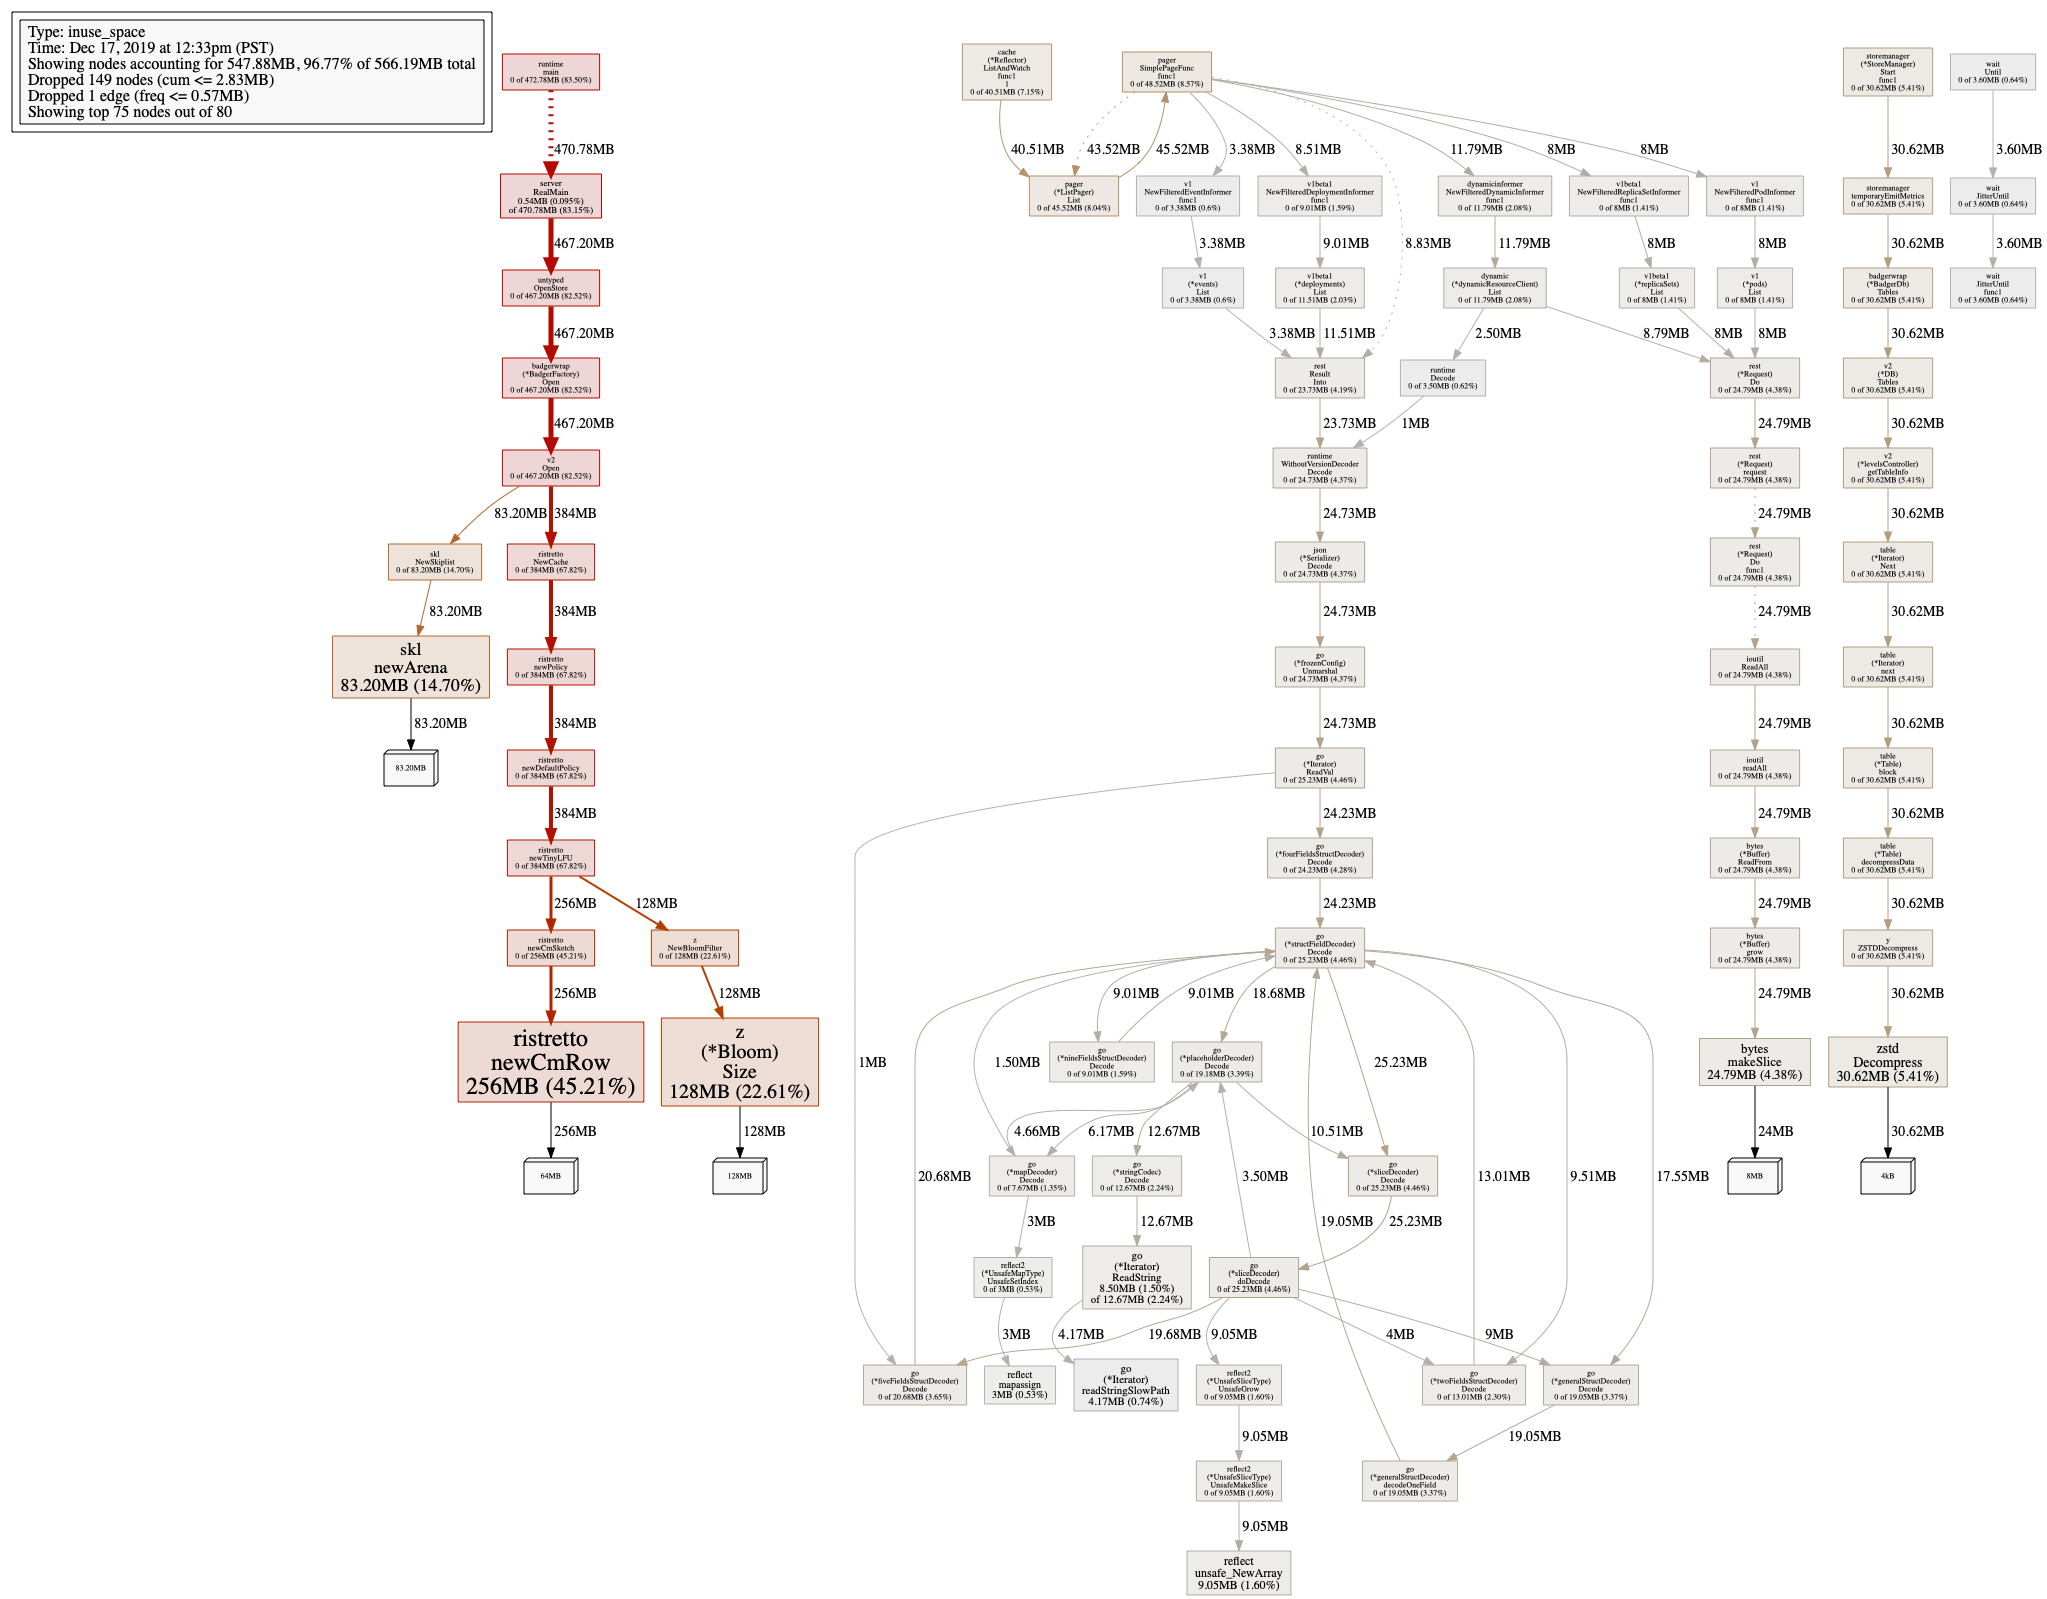 Type: inuse_space
Time: Dec 17, 2019 at 12:33pm (PST)
Showing nodes accounting for 547.88MB, 96.77% of 566.19MB total
Dropped 149 nodes (cum <= 2.83MB)
Dropped 1 edge (freq <= 0.57MB)
Showing top 75 nodes out of 80
runtime
main
0 of 472.78MB (83.50%)
470.78MB
server
RealMain
0.54MB (0.095%)
of 470.78MB (83.15%)
467.20MB
untyped
OpenStore
0 of 467.20MB (82.52%)
467.20MB
badgerwrap
(*BadgerFactory)
Open
0 of 467.20MB (82.52%)
467.20MB
v2
Open
0 of 467.20MB (82.52%)
83.20MB
384MB
skl
NewSkiplist
0 of 83.20MB (14.70%)
83.20MB
skl
newArena
83.20MB (14.70%)
83.20MB
83.20MB
ristretto
NewCache
0 of 384MB (67.82%)
384MB
ristretto
newPolicy
0 of 384MB (67.82%)
384MB
ristretto
newDefaultPolicy
0 of 384MB (67.82%)
384MB
ristretto
newTinyLFU
0 of 384MB (67.82%)
256MB
128MB
ristretto
newCmSketch
0 of 256MB (45.21%)
256MB
ristretto
newCmRow
256MB (45.21%)
256MB
64MB
z
NewBloomFilter
0 of 128MB (22.61%)
128MB
z
(*Bloom)
Size
128MB (22.61%)
128MB
128MB
cache
(*Reflector)
ListAndWatch
func1
1
0 of 40.51MB (7.15%)
40.51MB
pager
SimplePageFunc
func1
0 of 48.52MB (8.57%)
43.52MB
45.52MB
3.38MB
8.51MB
11.79MB
8MB
8MB
8.83MB
pager
(*ListPager)
List
0 of 45.52MB (8.04%)
v1
NewFilteredEventInformer
func1
0 of 3.38MB (0.6%)
3.38MB
v1beta1
NewFilteredDeploymentInformer
func1
0 of 9.01MB (1.59%)
9.01MB
dynamicinformer
NewFilteredDynamicInformer
func1
0 of 11.79MB (2.08%)
11.79MB
v1beta1
NewFilteredReplicaSetInformer
func1
0 of 8MB (1.41%)
8MB
v1
NewFilteredPodInformer
func1
0 of 8MB (1.41%)
8MB
v1
(*events)
List
0 of 3.38MB (0.6%)
3.38MB
v1beta1
(*deployments)
List
0 of 11.51MB (2.03%)
11.51MB
dynamic
(*dynamicResourceClient)
List
0 of 11.79MB (2.08%)
2.50MB
8.79MB
v1beta1
(*replicaSets)
List
0 of 8MB (1.41%)
8MB
v1
(*pods)
List
0 of 8MB (1.41%)
8MB
rest
Result
Into
0 of 23.73MB (4.19%)
23.73MB
runtime
Decode
0 of 3.50MB (0.62%)
1MB
runtime
WithoutVersionDecoder
Decode
0 of 24.73MB (4.37%)
24.73MB
json
(*Serializer)
Decode
0 of 24.73MB (4.37%)
24.73MB
go
(*frozenConfig)
Unmarshal
0 of 24.73MB (4.37%)
24.73MB
go
(*Iterator)
ReadVal
0 of 25.23MB (4.46%)
1MB
24.23MB
go
(*fourFieldsStructDecoder)
Decode
0 of 24.23MB (4.28%)
24.23MB
go
(*structFieldDecoder)
Decode
0 of 25.23MB (4.46%)
1.50MB
9.01MB
9.01MB
18.68MB
25.23MB
9.51MB
17.55MB
go
(*nineFieldsStructDecoder)
Decode
0 of 9.01MB (1.59%)
go
(*placeholderDecoder)
Decode
0 of 19.18MB (3.39%)
4.66MB
6.17MB
12.67MB
10.51MB
go
(*mapDecoder)
Decode
0 of 7.67MB (1.35%)
3MB
go
(*stringCodec)
Decode
0 of 12.67MB (2.24%)
12.67MB
go
(*sliceDecoder)
Decode
0 of 25.23MB (4.46%)
25.23MB
20.68MB
3.50MB
19.05MB
13.01MB
reflect2
(*UnsafeMapType)
UnsafeSetIndex
0 of 3MB (0.53%)
3MB
go
(*Iterator)
ReadString
8.50MB (1.50%)
of 12.67MB (2.24%)
4.17MB
go
(*sliceDecoder)
doDecode
0 of 25.23MB (4.46%)
19.68MB
9.05MB
4MB
9MB
go
(*fiveFieldsStructDecoder)
Decode
0 of 20.68MB (3.65%)
reflect
mapassign
3MB (0.53%)
go
(*Iterator)
readStringSlowPath
4.17MB (0.74%)
reflect2
(*UnsafeSliceType)
UnsafeGrow
0 of 9.05MB (1.60%)
9.05MB
go
(*twoFieldsStructDecoder)
Decode
0 of 13.01MB (2.30%)
go
(*generalStructDecoder)
Decode
0 of 19.05MB (3.37%)
19.05MB
reflect2
(*UnsafeSliceType)
UnsafeMakeSlice
0 of 9.05MB (1.60%)
9.05MB
go
(*generalStructDecoder)
decodeOneField
0 of 19.05MB (3.37%)
reflect
unsafe_NewArray
9.05MB (1.60%)
rest
(*Request)
Do
0 of 24.79MB (4.38%)
24.79MB
rest
(*Request)
request
0 of 24.79MB (4.38%)
24.79MB
rest
(*Request)
Do
func1
0 of 24.79MB (4.38%)
24.79MB
ioutil
ReadAll
0 of 24.79MB (4.38%)
24.79MB
ioutil
readAll
0 of 24.79MB (4.38%)
24.79MB
bytes
(*Buffer)
ReadFrom
0 of 24.79MB (4.38%)
24.79MB
bytes
(*Buffer)
grow
0 of 24.79MB (4.38%)
24.79MB
bytes
makeSlice
24.79MB (4.38%)
24MB
8MB
storemanager
(*StoreManager)
Start
func1
0 of 30.62MB (5.41%)
30.62MB
storemanager
temporaryEmitMetrics
0 of 30.62MB (5.41%)
30.62MB
badgerwrap
(*BadgerDb)
Tables
0 of 30.62MB (5.41%)
30.62MB
v2
(*DB)
Tables
0 of 30.62MB (5.41%)
30.62MB
v2
(*levelsController)
getTableInfo
0 of 30.62MB (5.41%)
30.62MB
table
(*Iterator)
Next
0 of 30.62MB (5.41%)
30.62MB
table
(*Iterator)
next
0 of 30.62MB (5.41%)
30.62MB
table
(*Table)
block
0 of 30.62MB (5.41%)
30.62MB
table
(*Table)
decompressData
0 of 30.62MB (5.41%)
30.62MB
y
ZSTDDecompress
0 of 30.62MB (5.41%)
30.62MB
zstd
Decompress
30.62MB (5.41%)
30.62MB
4kB
wait
Until
0 of 3.60MB (0.64%)
3.60MB
wait
JitterUntil
0 of 3.60MB (0.64%)
3.60MB
wait
JitterUntil
func1
0 of 3.60MB (0.64%)